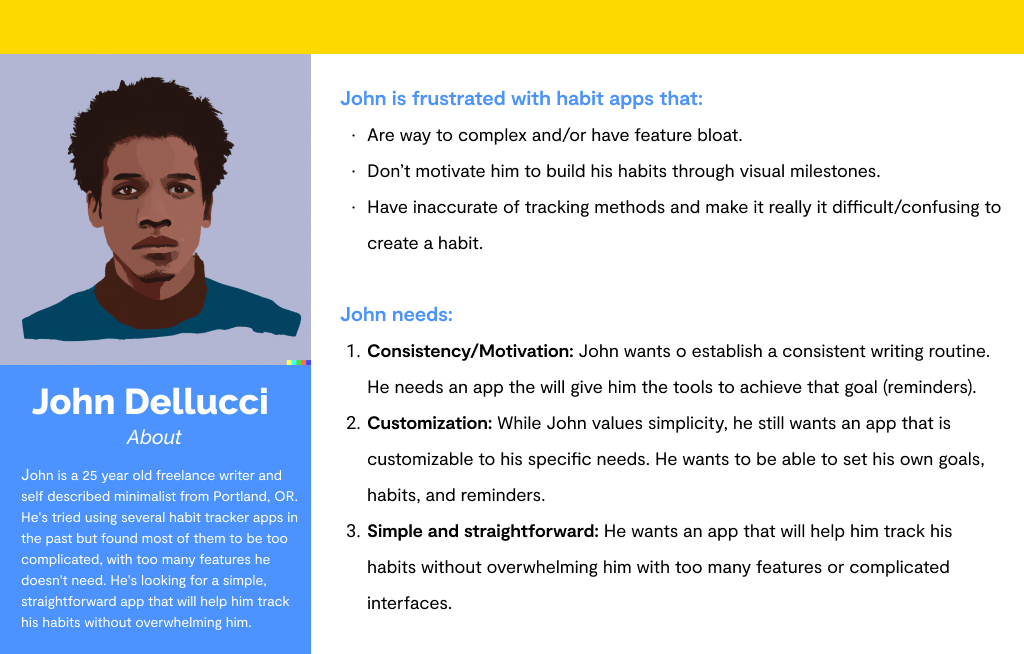 John is frustrated with habit apps that:
· Are way to complex and/or have feature bloat.
· Don’t motivate him to build his habits through visual milestones.
· Have inaccurate of tracking methods and make it really it difficult/confusing to
create a habit.
John needs:
1. Consistency/Motivation: John wants o establish a consistent writing routine.
He needs an app the will give him the tools to achieve that goal (reminders).
2. Customization: While John values simplicity, he still wants an app that is
customizable to his specific needs. He wants to be able to set his own goals,
habits, and reminders.
3. Simple and straightforward: He wants an app that will help him track his
habits without overwhelming him with too many features or complicated
interfaces.
John Dellucci
About
John is a 25 year old freelance writer and
self described minimalist from Portland, OR.
He's tried using several habit tracker apps in
the past but found most of them to be too
complicated, with too many features he
doesn't need. He's looking for a simple,
straightforward app that will help him track
his habits without overwhelming him.